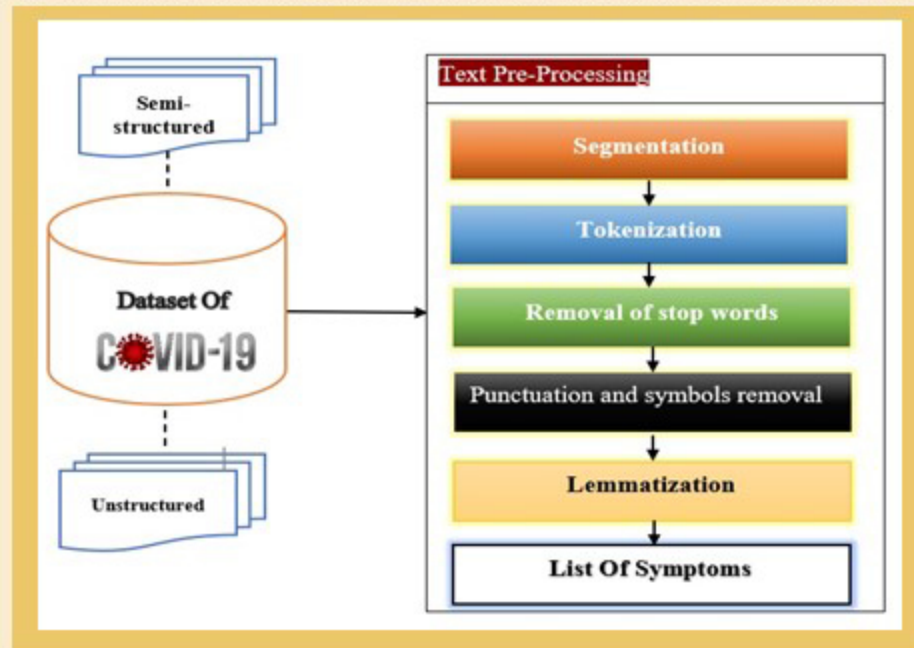 Semi-
structured
Dataset Of
COVID-19
Unstructured
Text Pre-Processing
Segmentation
Tokenization
Removal of stop words
Punctuation and symbols removal
Lemmatization
List Of Symptoms